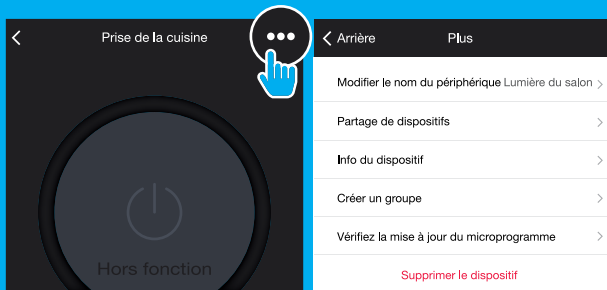 Prise de la cuisine
Hors fonction
Arrière Plus
Modifier le nom du périphérique Lumière du salon
Partage de dispositifs
Info du dispositif
Créer un groupe
Vérifiez la mise à jour du microprogramme
Supprimer le dispositif